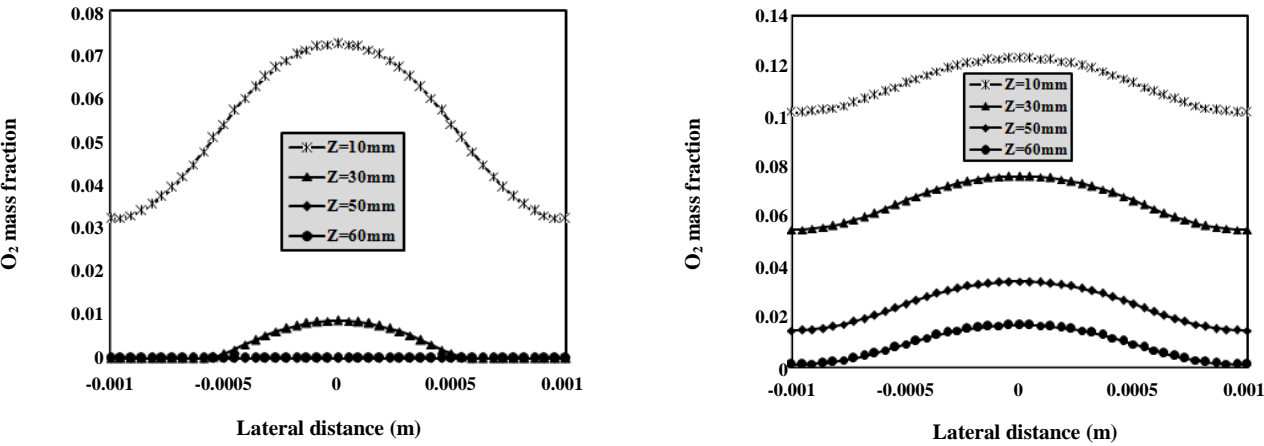 0.08
0.07
0.06
0.05
0.04
0.03
0.02
0.01
0
-0.001
-0.0005
0
0.0005
0.001
O2 mass fraction
Lateral distance (m)
Z=10mm
Z=30mm
Z=50mm
Z=60mm
0.14
0.12
0.1
0.08
0.06
0.04
0.02
0
-0.001
-0.0005
0
0.0005
0.001
O2 mass fraction
Lateral distance (m)
Z=10mm
Z=30mm
Z=50mm
Z=60mm